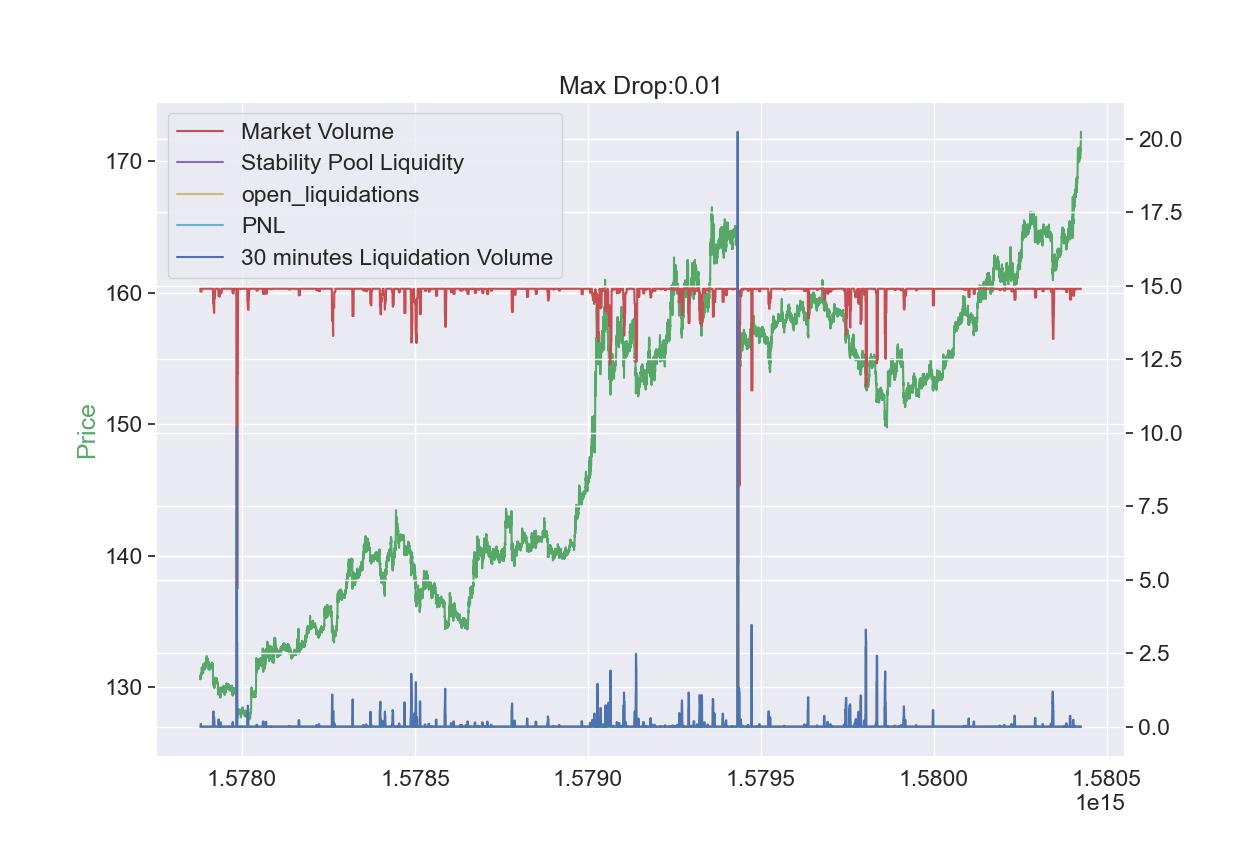 Max Drop:0.01
Market Volume
Stability Pool Liquidity
open_liquidations
PNL
30 minutes Liquidation Volume
Price
170
160
150
140
130
20.0
17.5
15.0
12.5
10.0
7.5
5.0
2.5
0.0
1.5780 1.5785 1.5790 1.5795 1.5800 1.5805
1e15